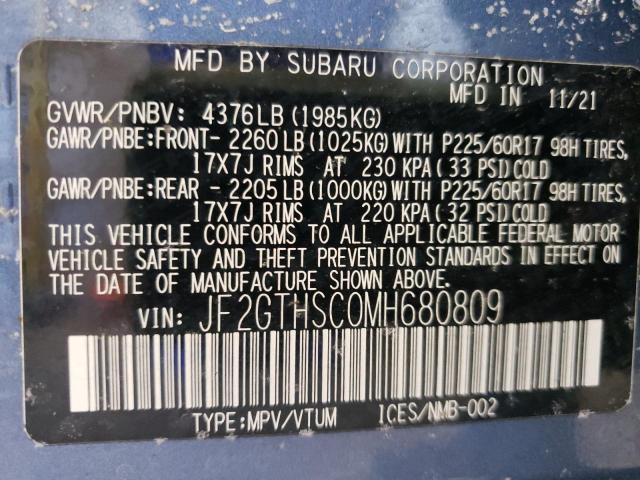 MFD BY SUBARU CORPORATION
MFD IN 11/21
GVWR/PNBV: 4376LB (1985KG)
GAWR/PNBE:FRONT- 2260LB (1025KG) WITH P225/60R17 98H TIRES,
17X7J RIMS AT 230 KPA ( 33 PSI) COLD
GAWR/PNBE:REAR - 2205LB (1000KG) WITH P225/60R17 98H TIRES,
17X7J RIMS AT 220 KPA ( 32 PSI) COLD
THIS VEHICLE CONFORMS TO ALL APPLICABLE FEDERAL MOTOR
VEHICLE SAFETY AND THEFT PREVENTION STANDARDS IN EFFECT ON
THE DATE OF MANUFACTURE SHOWN ABOVE.
VIN: JF2GTHSC0MH680809
TYPE:MPV/VTUM ICES/NMB-002